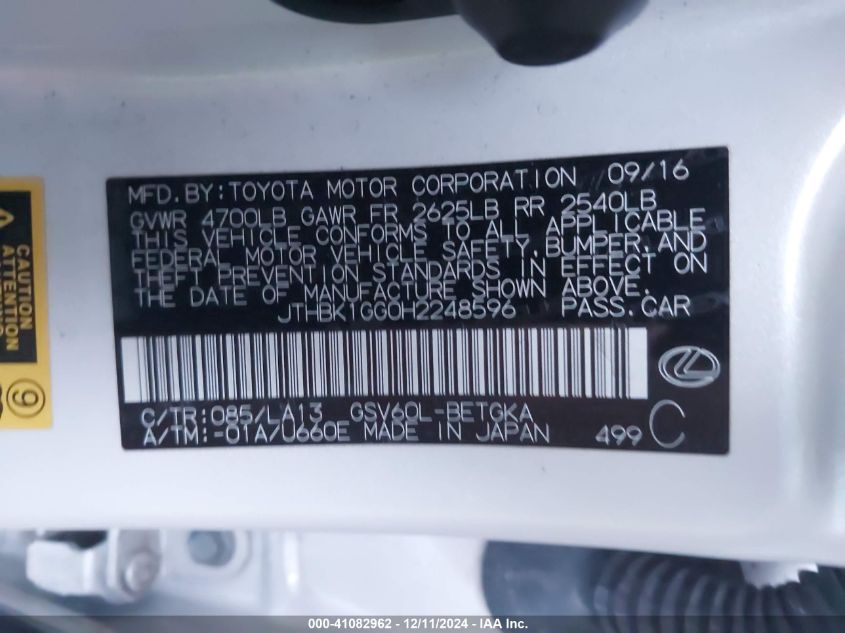 MFD.BY:TOYOTA MOTOR CORPORATION 09/16
GVWR 4700LB GAWR FR 2625LB RR 2540LB
THIS VEHICLE CONFORMS TO ALL APPLICABLE
FEDERAL MOTOR VEHICLE SAFETY,BUMPER,AND
THEFT PREVENTION STANDARDS IN EFFECT ON
THE DATE OF MANUFACTURE SHOWN ABOVE.
JTHBK1GG0H2248596 PASS.CAR
C/TR:085/LA13 GSV60L-BETGKA
A/TM:-01A/U660E MADE IN JAPAN 499 C
CAUTION
ATTENTION
9
000-41082962 - 12/11/2024 - IAAI Inc.